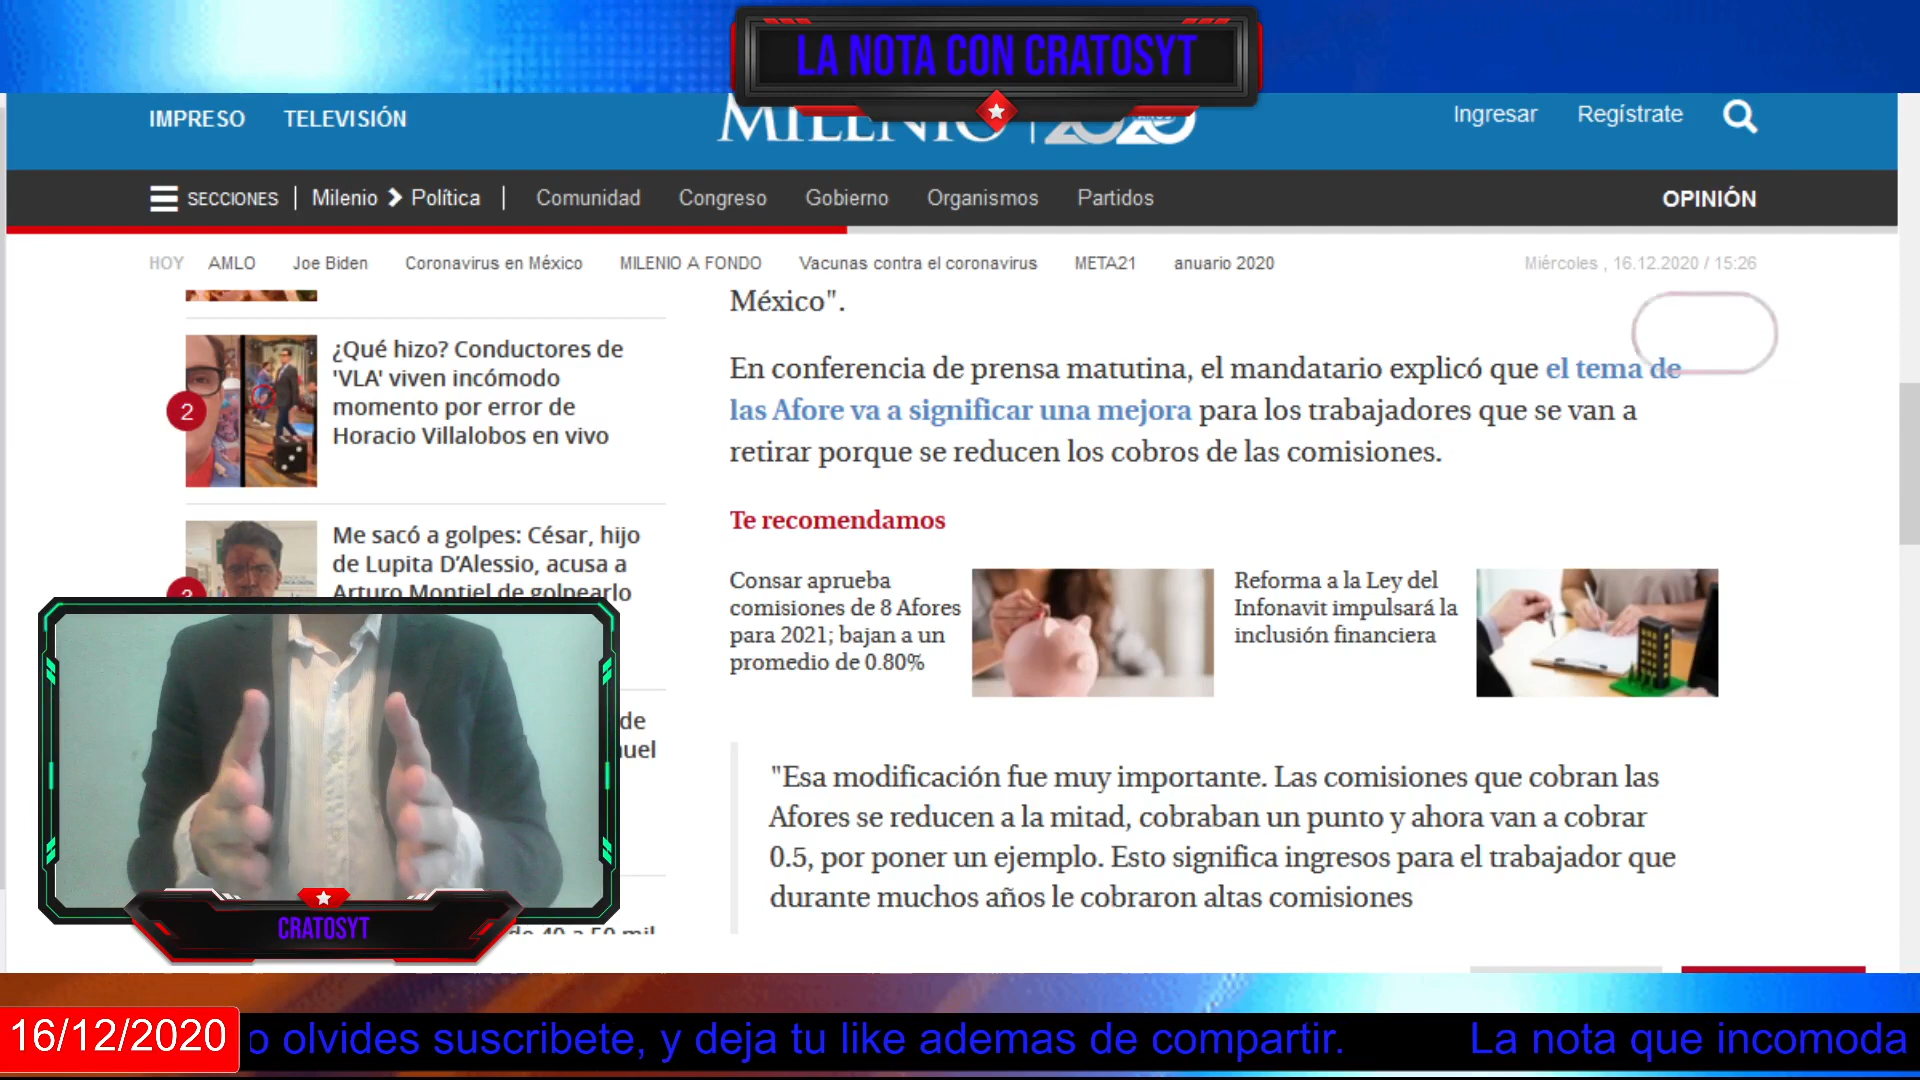 LA NOTA CON CRATOSYT
IMPRESO TELEVISIÓN
MILENIO
Ingresar Regístrate
SECCIONES Milenio Política Comunidad Congreso Gobierno Organismos Partidos OPINIÓN
HOY AMLO Joe Biden Coronavirus en México MILENIO A FONDO Vacunas contra el coronavirus META21 anuario 2020 Miércoles , 16.12.2020 / 15:26
2
¿Qué hizo? Conductores de
'VLA' viven incómodo
momento por error de
Horacio Villalobos en vivo
Me sacó a golpes: César, hijo
de Lupita D'Alessio, acusa a
Arturo Montiel de golpearlo
de
uel
México".
En conferencia de prensa matutina, el mandatario explicó que el tema de
las Afore va a significar una mejora para los trabajadores que se van a
retirar porque se reducen los cobros de las comisiones.
Te recomendamos
Consar aprueba
comisiones de 8 Afores
para 2021; bajan a un
promedio de 0.80%
Reforma a la Ley del
Infonavit impulsará la
inclusión financiera
"Esa modificación fue muy importante. Las comisiones que cobran las
Afores se reducen a la mitad, cobraban un punto y ahora van a cobrar
0.5, por poner un ejemplo. Esto significa ingresos para el trabajador que
durante muchos años le cobraron altas comisiones
CRATOSYT
16/12/2020
o olvides suscribete, y deja tu like ademas de compartir. La nota que incomoda